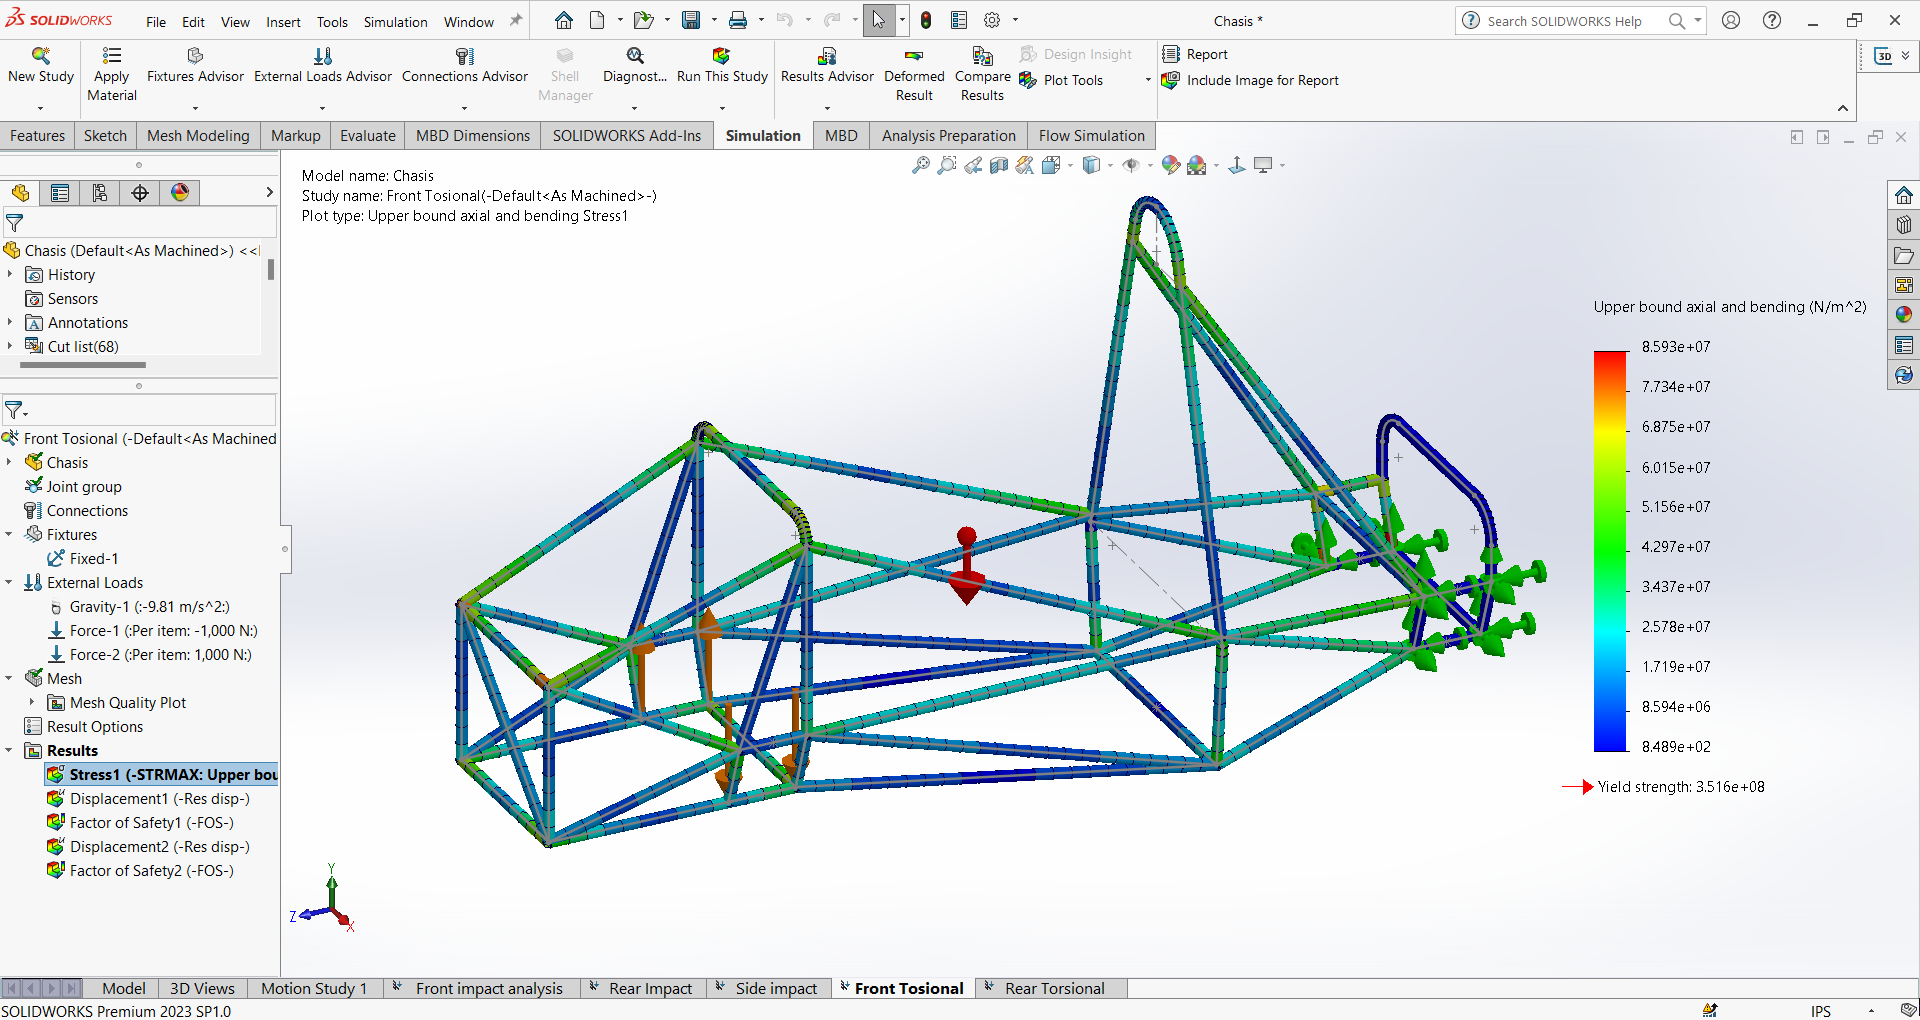 SOLIDWORKS
File Edit View Insert Tools Simulation Window
Chasis *
Search SOLIDWORKS Help
New Study
Apply Material
Fixtures Advisor
External Loads Advisor
Connections Advisor
Shell Manager
Diagnost...
Run This Study
Results Advisor
Deformed Result
Compare Results
Design Insight
Plot Tools
Report
Include Image for Report
3D
Features Sketch Mesh Modeling Markup Evaluate MBD Dimensions SOLIDWORKS Add-Ins Simulation MBD Analysis Preparation Flow Simulation
Model name: Chasis
Study name: Front Tosional(-Default<As Machined>-)
Plot type: Upper bound axial and bending Stress1
Chasis (Default<As Machined>) <<
History
Sensors
Annotations
Cut list(68)
Front Tosional (-Default<As Machined
Chasis
Joint group
Connections
Fixtures
Fixed-1
External Loads
Gravity-1 (:-9.81 m/s^2:)
Force-1 (:Per item: -1,000 N:)
Force-2 (:Per item: 1,000 N:)
Mesh
Mesh Quality Plot
Result Options
Results
Stress1 (-STRMAX: Upper bou
Displacement1 (-Res disp-)
Factor of Safety1 (-FOS-)
Displacement2 (-Res disp-)
Factor of Safety2 (-FOS-)
Upper bound axial and bending (N/m^2)
8.593e+07
7.734e+07
6.875e+07
6.015e+07
5.156e+07
4.297e+07
3.437e+07
2.578e+07
1.719e+07
8.594e+06
8.489e+02
Yield strength: 3.516e+08
Y
Z
X
Model 3D Views Motion Study 1 Front impact analysis Rear Impact Side impact Front Tosional Rear Torsional
SOLIDWORKS Premium 2023 SP1.0
IPS